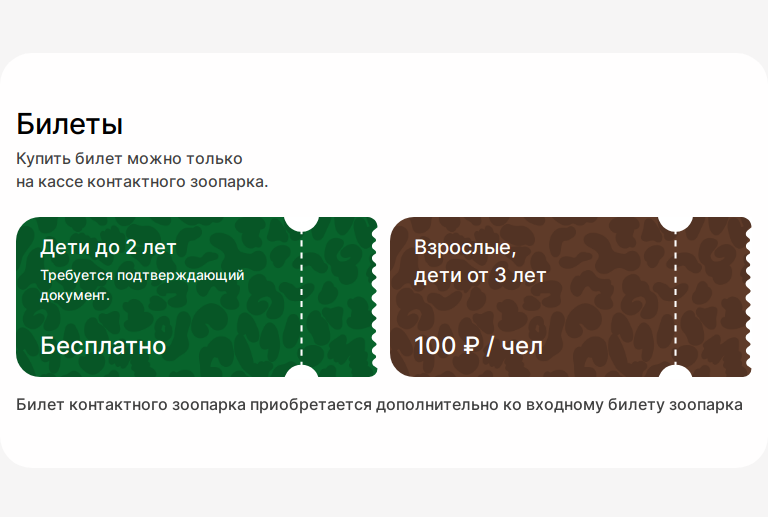 Билеты
Купить билет можно только
на кассе контактного зоопарка.
Дети до 2 лет
Требуется подтверждающий
документ.
Бесплатно
Взрослые,
дети от 3 лет
100 ₽ / чел
Билет контактного зоопарка приобретается дополнительно ко входному билету зоопарка